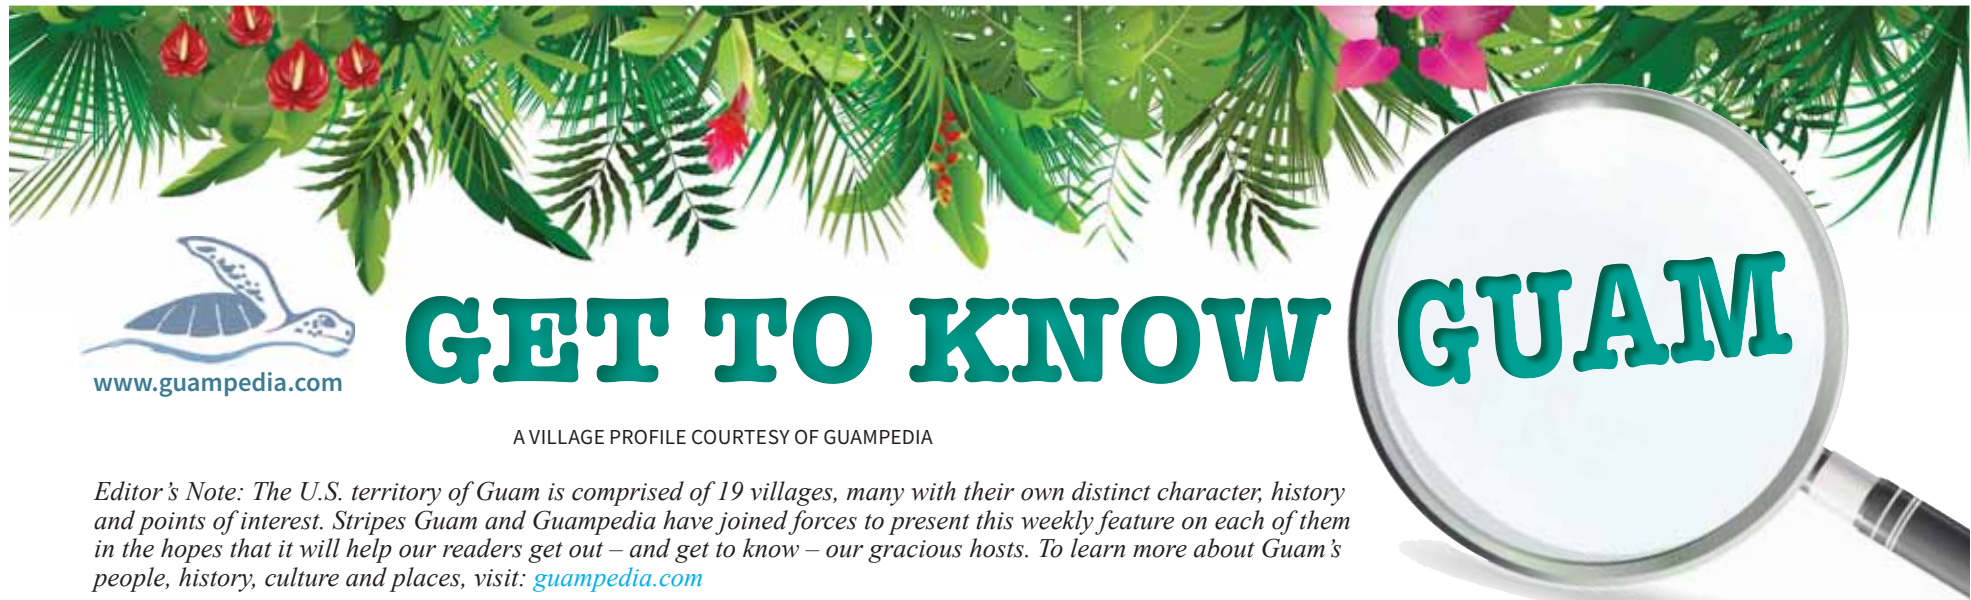 GET TO KNOW GUAM
www.guampedia.com
A VILLAGE PROFILE COURTESY OF GUAMPEDIA
Editor's Note: The U.S. territory of Guam is comprised of 19 villages, many with their own distinct character, history
and points of interest. Stripes Guam and Guampedia have joined forces to present this weekly feature on each of them
in the hopes that it will help our readers get out – and get to know – our gracious hosts. To learn more about Guam's
people, history, culture and places, visit: guampedia.com